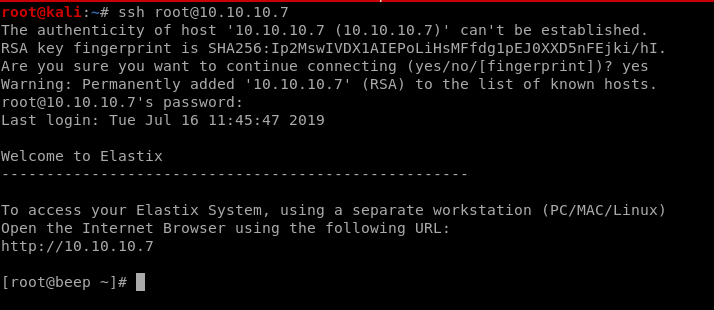 root@kali:~# ssh root@10.10.10.7
The authenticity of host '10.10.10.7 (10.10.10.7)' can't be established.
RSA key fingerprint is SHA256:Ip2MswIVDX1AIEPoLiHsMFfdg1pEJ0XXD5nFEjki/hI.
Are you sure you want to continue connecting (yes/no/[fingerprint])? yes
Warning: Permanently added '10.10.10.7' (RSA) to the list of known hosts.
root@10.10.10.7's password:
Last login: Tue Jul 16 11:45:47 2019
Welcome to Elastix
----------------------------------------------------
To access your Elastix System, using a separate workstation (PC/MAC/Linux)
Open the Internet Browser using the following URL:
http://10.10.10.7
[root@beep ~]#